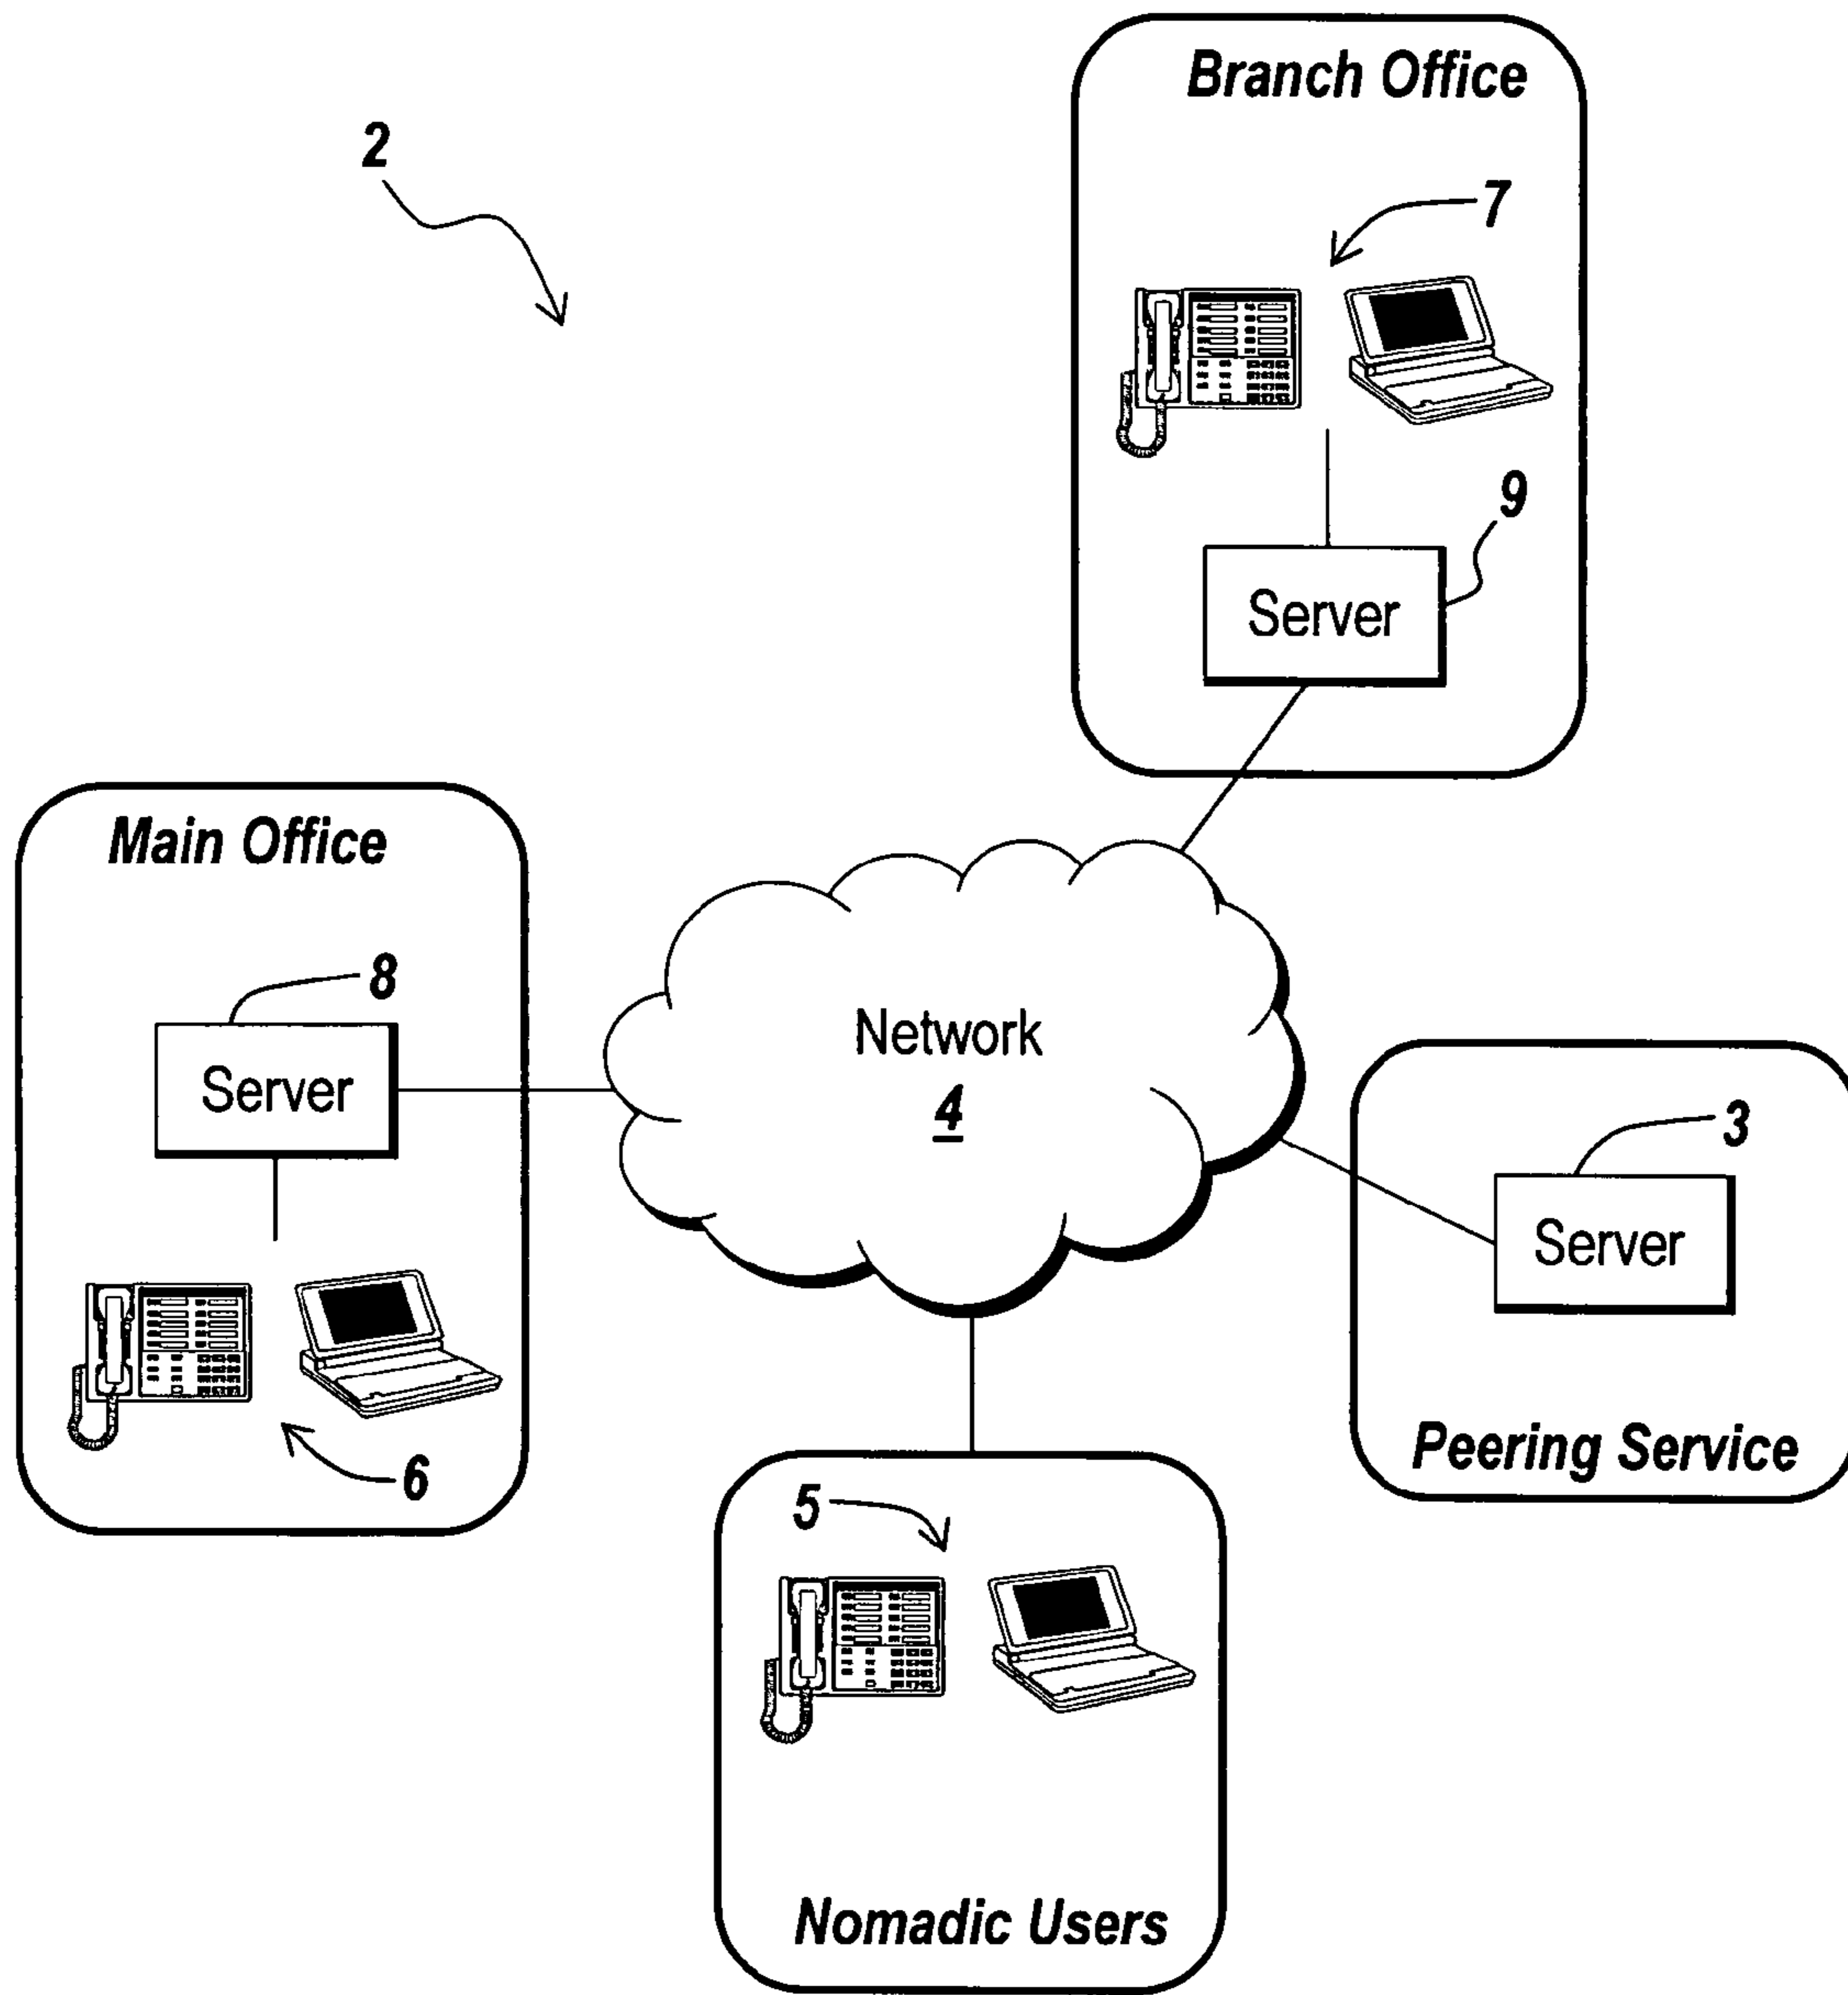 Branch Office
2
7
9
Server
Main Office
8
Server
Network
4
3
Server
6
Peering Service
5
Nomadic Users